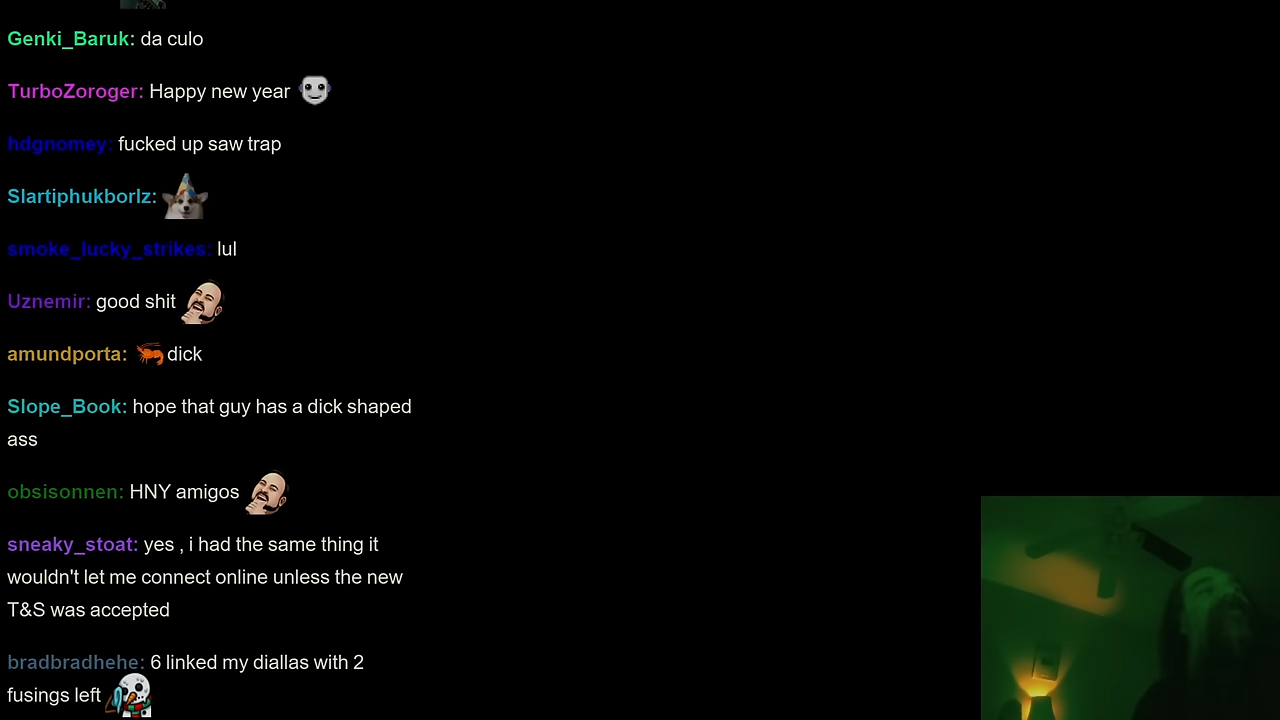 Genki_Baruk: da culo
TurboZoroger: Happy new year
hdgnomey: fucked up saw trap
Slartiphukborlz:
smoke_lucky_strikes: lul
Uznemir: good shit
amundporta: 🦐dick
Slope_Book: hope that guy has a dick shaped
ass
obsisonnen: HNY amigos
sneaky_stoat: yes , i had the same thing it
wouldn't let me connect online unless the new
T&S was accepted
bradbradhehe: 6 linked my diallas with 2
fusings left